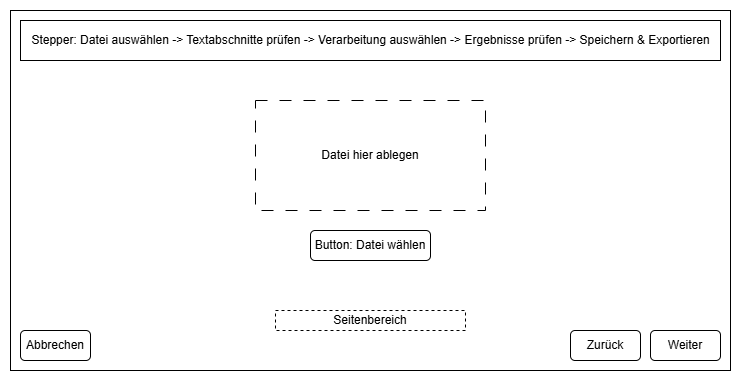 Stepper: Datei auswählen -> Textabschnitte prüfen -> Verarbeitung auswählen -> Ergebnisse prüfen -> Speichern & Exportieren
Datei hier ablegen
Button: Datei wählen
Seitenbereich
Abbrechen
Zurück
Weiter